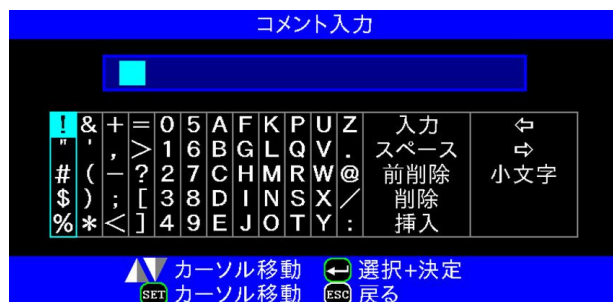 コメント入力
! & + = 0 5 A F K P U Z 入力 ⇦
" ' , > 1 6 B G L Q V . スペース ⇨
# ( - ? 2 7 C H M R W @ 前削除 小文字
$ ) ; [ 3 8 D I N S X / 削除
% * < ] 4 9 E J O T Y : 挿入
カーソル移動 選択+決定
SET カーソル移動 ESC 戻る